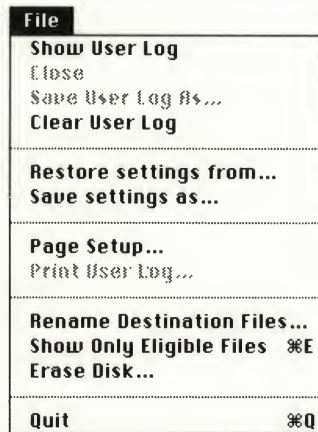 File
Show User Log
Close
Save User Log As...
Clear User Log
Restore settings from...
Save settings as...
Page Setup...
Print User Log...
Rename Destination Files...
Show Only Eligible Files ⌘E
Erase Disk...
Quit ⌘Q